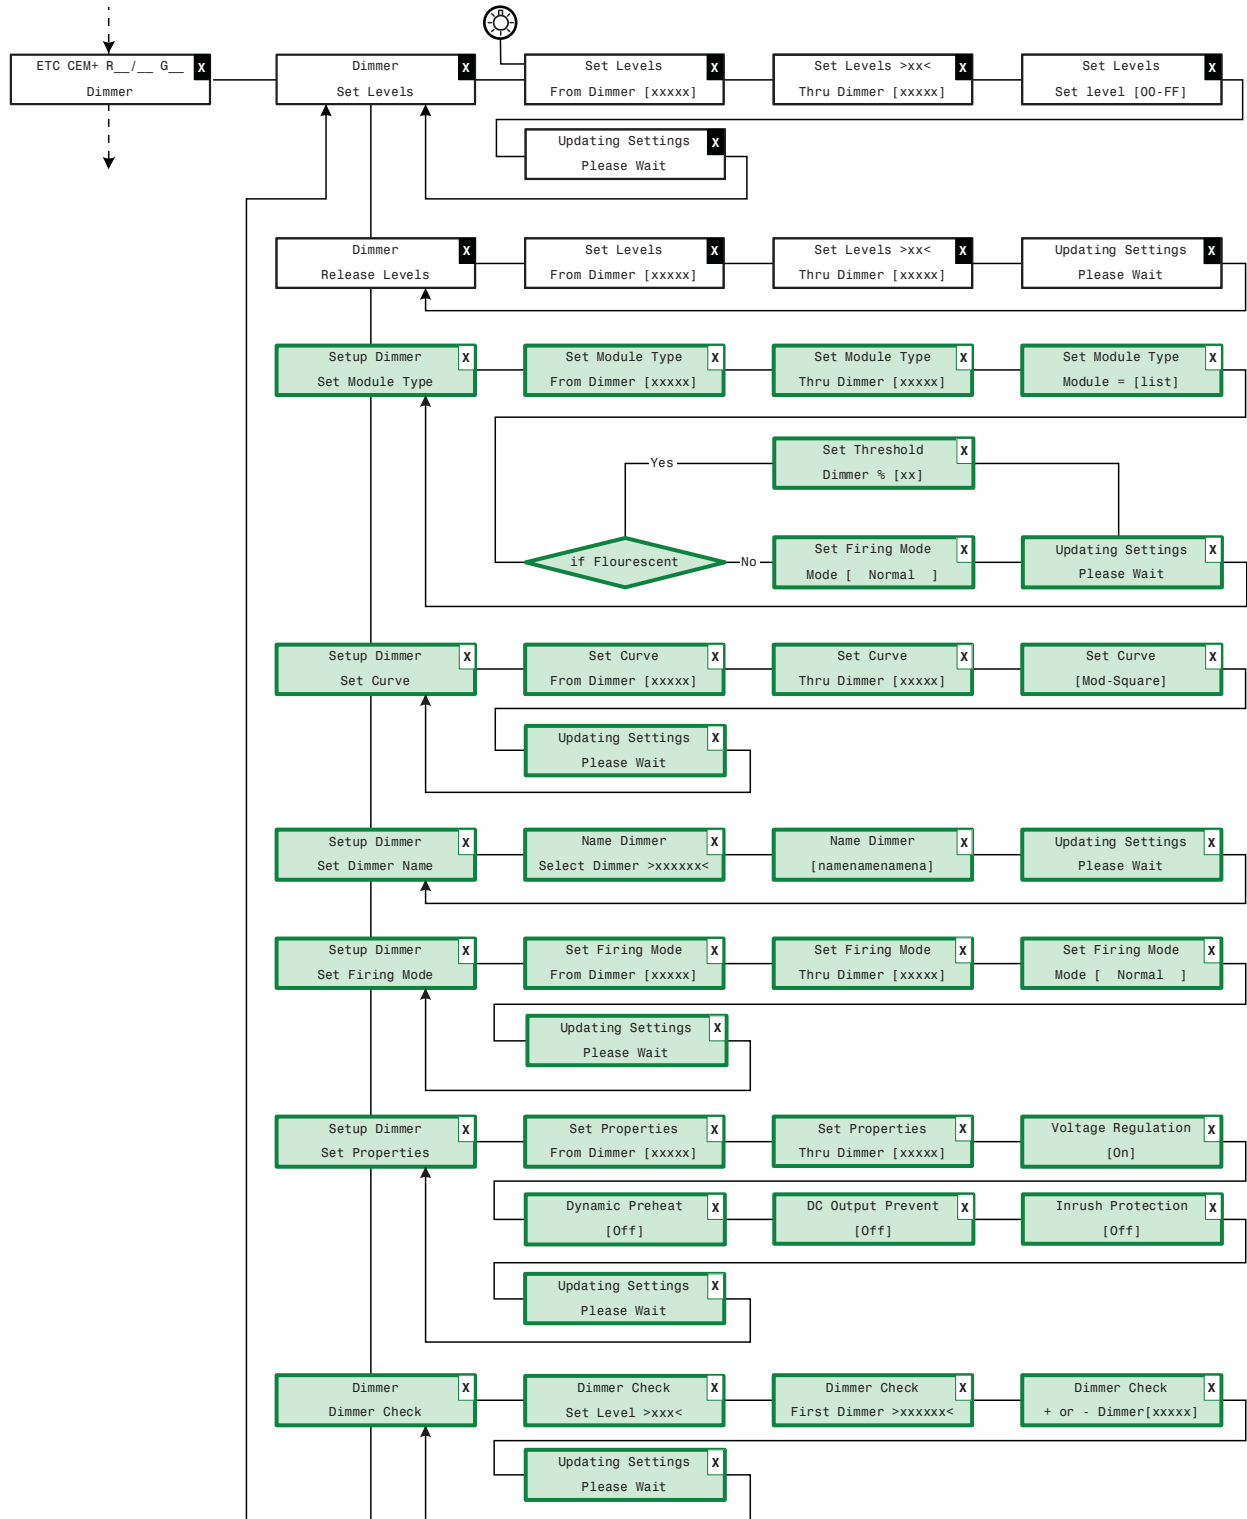 ETC CEM+ R__/__ G__ X
Dimmer
Dimmer X
Set Levels
Set Levels X
From Dimmer [xxxxx]
Set Levels >xx< X
Thru Dimmer [xxxxx]
Set Levels X
Set level [00-FF]
Updating Settings X
Please Wait
Dimmer X
Release Levels
Set Levels X
From Dimmer [xxxxx]
Set Levels >xx< X
Thru Dimmer [xxxxx]
Updating Settings X
Please Wait
Setup Dimmer X
Set Module Type
Set Module Type X
From Dimmer [xxxxx]
Set Module Type X
Thru Dimmer [xxxxx]
Set Module Type X
Module = [list]
Yes
Set Threshold X
Dimmer % [xx]
if Flourescent
No
Set Firing Mode X
Mode [  Normal  ]
Updating Settings X
Please Wait
Setup Dimmer X
Set Curve
Set Curve X
From Dimmer [xxxxx]
Set Curve X
Thru Dimmer [xxxxx]
Set Curve X
[Mod-Square]
Updating Settings X
Please Wait
Setup Dimmer X
Set Dimmer Name
Name Dimmer X
Select Dimmer >xxxxxx<
Name Dimmer X
[namenamenamena]
Updating Settings X
Please Wait
Setup Dimmer X
Set Firing Mode
Set Firing Mode X
From Dimmer [xxxxx]
Set Firing Mode X
Thru Dimmer [xxxxx]
Set Firing Mode X
Mode [  Normal  ]
Updating Settings X
Please Wait
Setup Dimmer X
Set Properties
Set Properties X
From Dimmer [xxxxx]
Set Properties X
Thru Dimmer [xxxxx]
Voltage Regulation X
[On]
Dynamic Preheat X
[Off]
DC Output Prevent X
[Off]
Inrush Protection X
[Off]
Updating Settings X
Please Wait
Dimmer X
Dimmer Check
Dimmer Check X
Set Level >xxx<
Dimmer Check X
First Dimmer >xxxxxx<
Dimmer Check X
+ or - Dimmer[xxxxx]
Updating Settings X
Please Wait